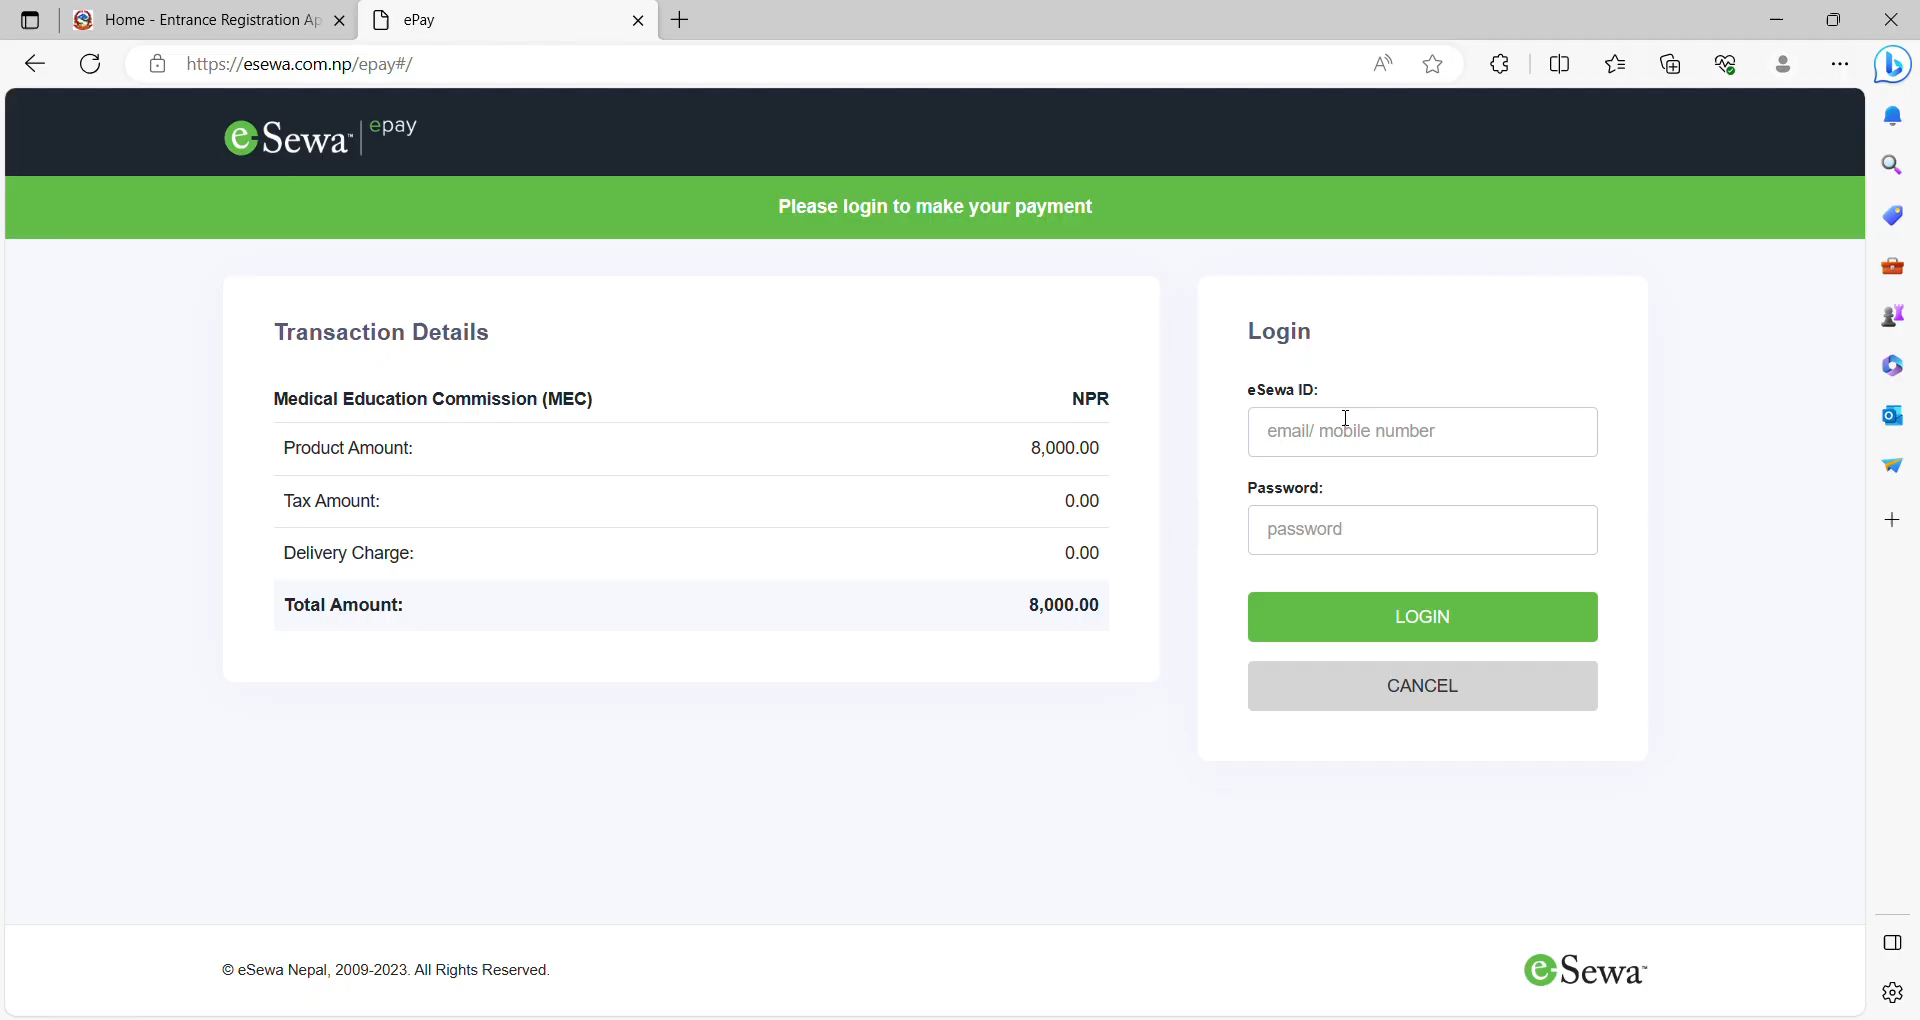 Home - Entrance Registration Ap
ePay
https://esewa.com.np/epay#/
eSewa™ | epay
Please login to make your payment
Transaction Details
Medical Education Commission (MEC) NPR
Product Amount: 8,000.00
Tax Amount: 0.00
Delivery Charge: 0.00
Total Amount: 8,000.00
Login
eSewa ID:
email/ mobile number
Password:
password
LOGIN
CANCEL
© eSewa Nepal, 2009-2023. All Rights Reserved.
eSewa™